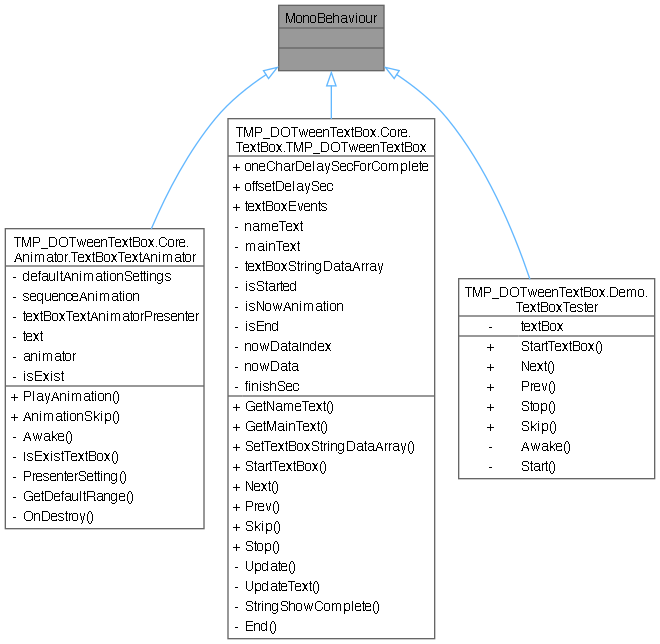 MonoBehaviour
TMP_DOTweenTextBox.Core.
Animator.TextBoxTextAnimator
- defaultAnimationSettings
- sequenceAnimation
- textBoxTextAnimatorPresenter
- text
- animator
- isExist
+ PlayAnimation()
+ AnimationSkip()
- Awake()
- IsExistTextBox()
- PresenterSetting()
- GetDefaultRange()
- OnDestroy()
TMP_DOTweenTextBox.Core.
TextBox.TMP_DOTweenTextBox
+ oneCharDelaySecForComplete
+ offsetDelaySec
+ textBoxEvents
- nameText
- mainText
- textBoxStringDataArray
- isStarted
- isNowAnimation
- isEnd
- nowDataIndex
- nowData
- finishSec
+ GetNameText()
+ GetMainText()
+ SetTextBoxStringDataArray()
+ StartTextBox()
+ Next()
+ Prev()
+ Skip()
+ Stop()
- Update()
- UpdateText()
- StringShowComplete()
- End()
TMP_DOTweenTextBox.Demo.
TextBoxTester
- textBox
+ StartTextBox()
+ Next()
+ Prev()
+ Stop()
+ Skip()
- Awake()
- Start()